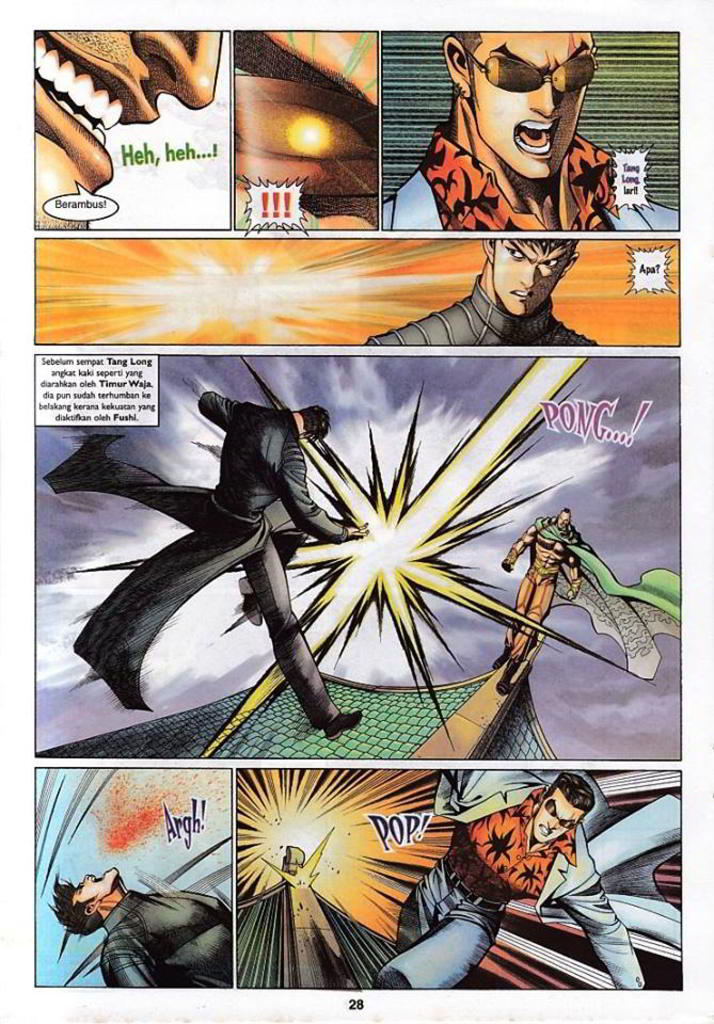 Heh, heh...!
Berambus!
!!!
Tang
Long,
lari!!
Apa?
Sebelum sempat Tang Long
angkat kaki seperti yang
diarahkan oleh Timur Waja,
dia pun sudah terhumban ke
belakang kerana kekuatan yang
diaktifkan oleh Fushi.
PONG....!
Argh!
POP!
28